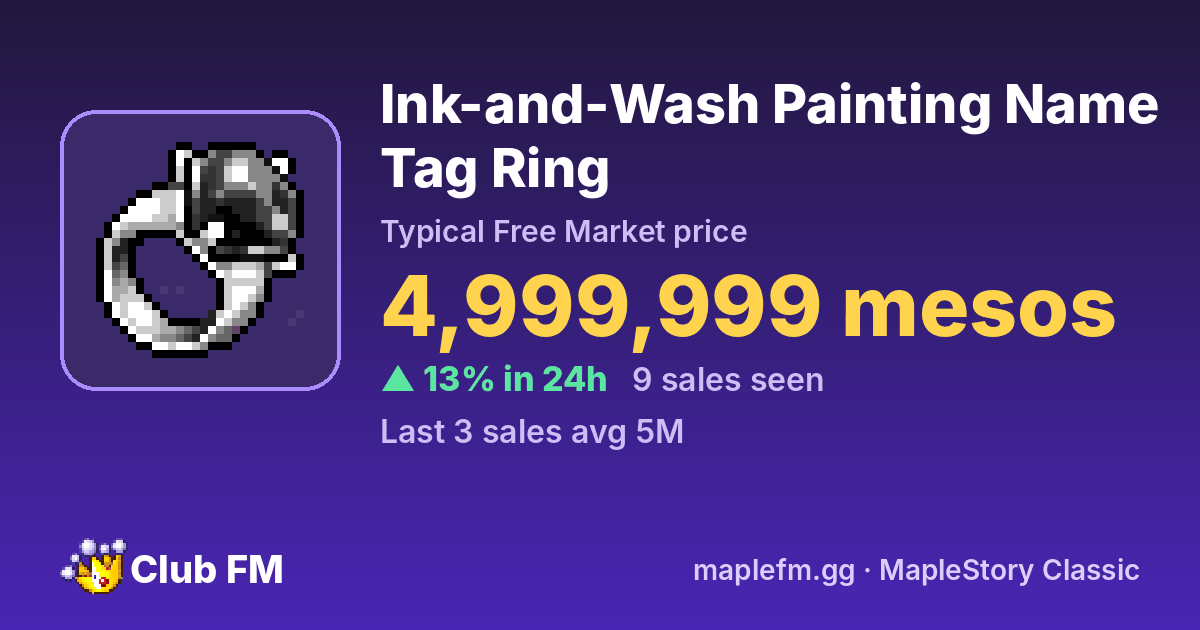 Ink-and-Wash Painting Name
Tag Ring
Typical Free Market price
4,999,999 mesos
▲ 13% in 24h 9 sales seen
Last 3 sales avg 5M
Club FM
maplefm.gg · MapleStory Classic